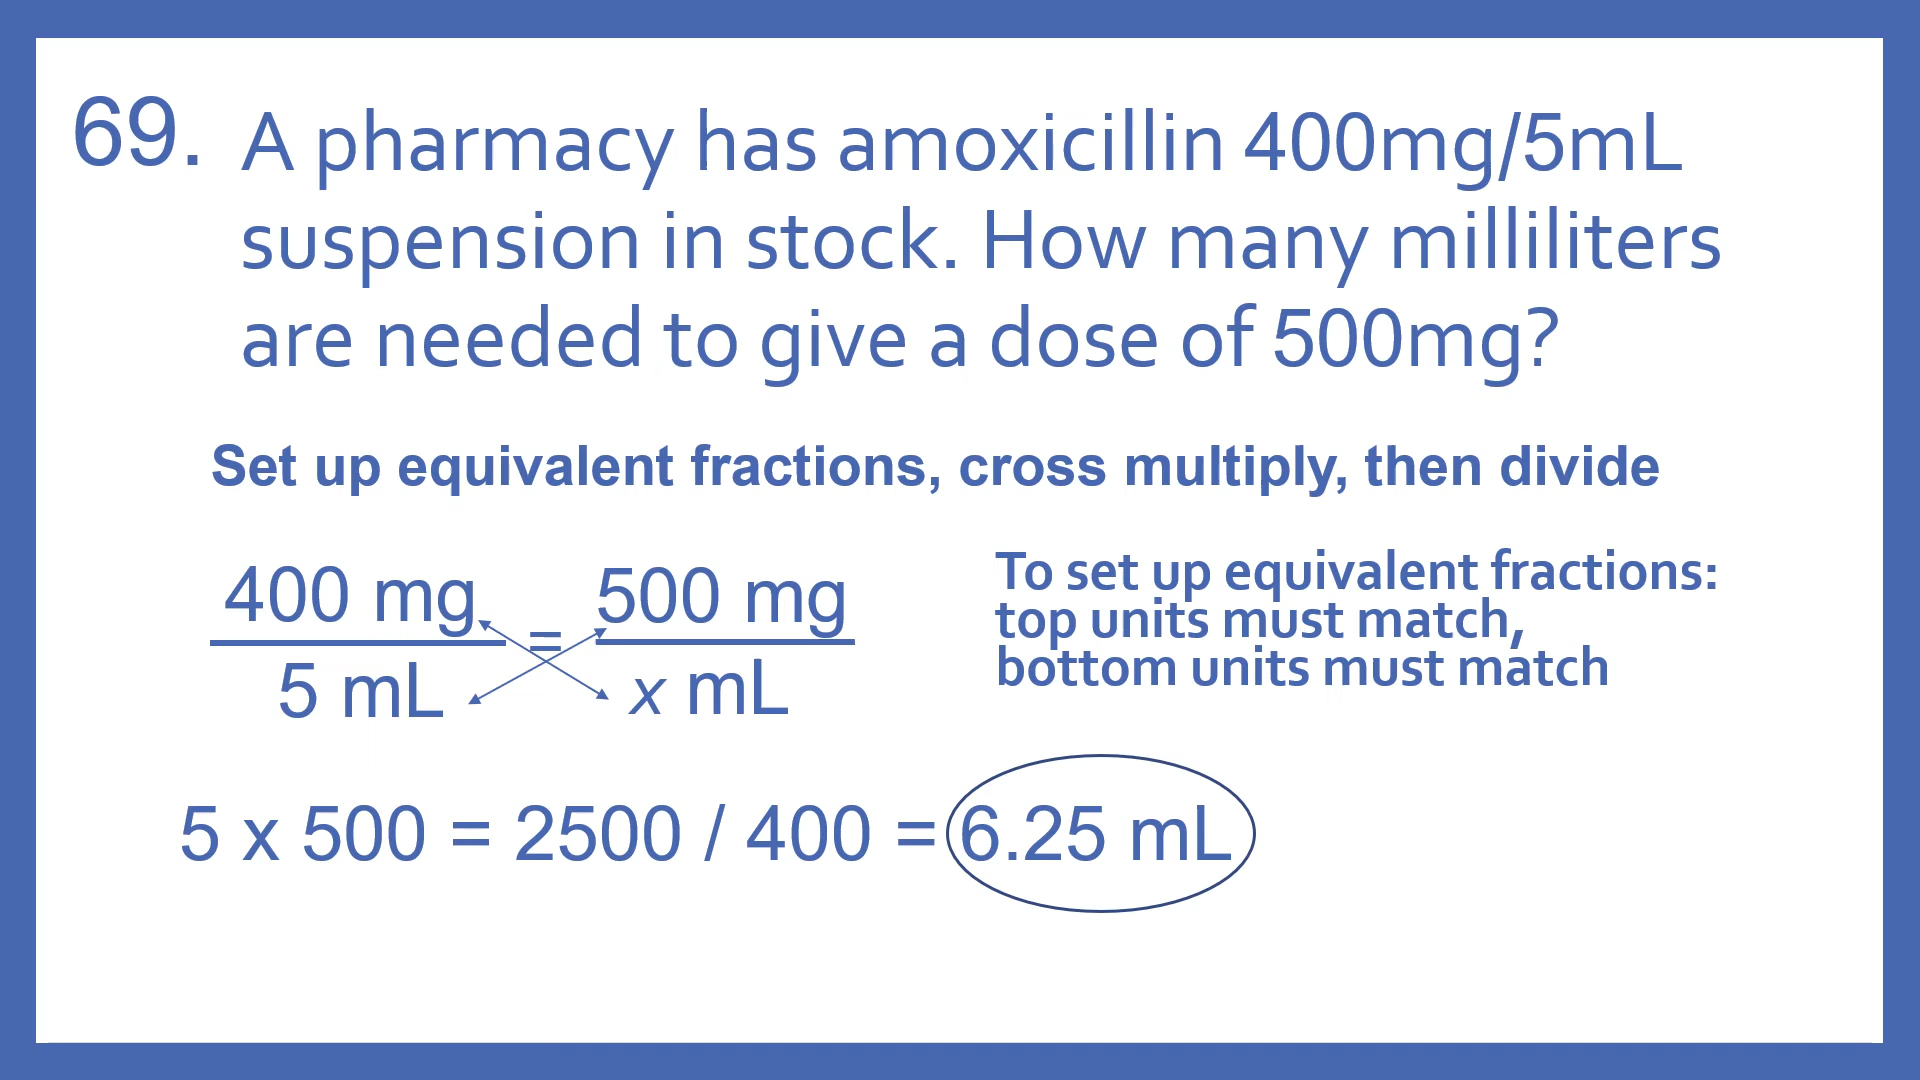 69. A pharmacy has amoxicillin 400mg/5mL
suspension in stock. How many milliliters
are needed to give a dose of 500mg?
Set up equivalent fractions, cross multiply, then divide
400 mg = 500 mg
5 mL x mL
To set up equivalent fractions:
top units must match,
bottom units must match
5 x 500 = 2500 / 400 = 6.25 mL